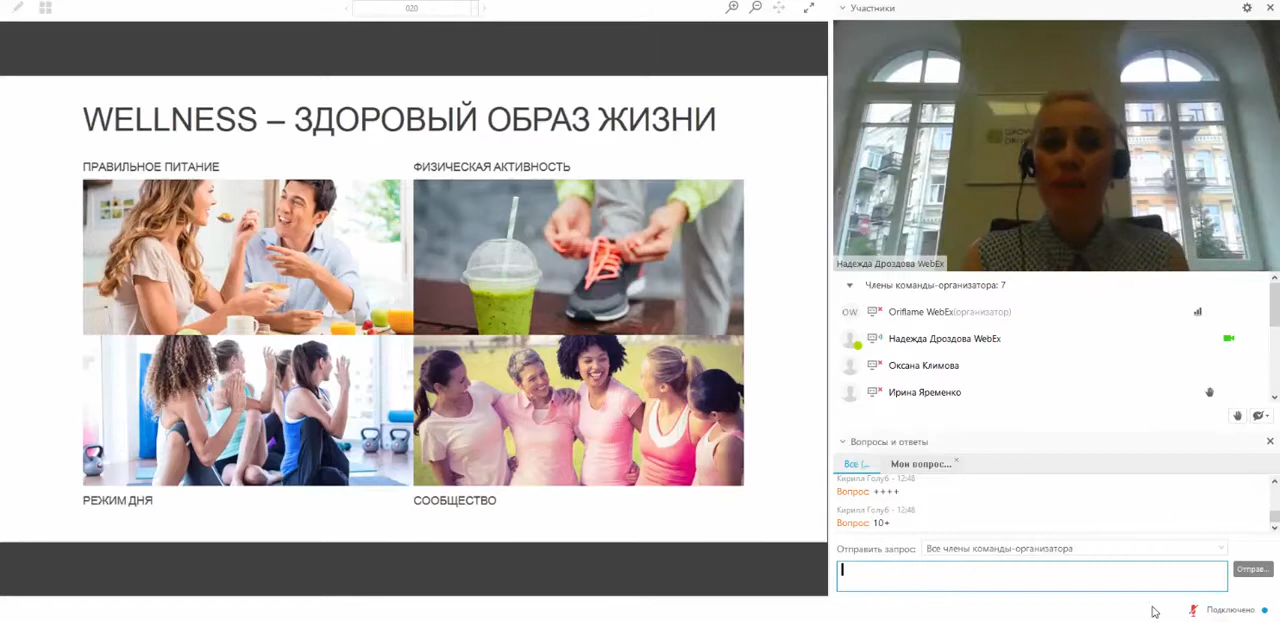 020
WELLNESS – ЗДОРОВЫЙ ОБРАЗ ЖИЗНИ
ПРАВИЛЬНОЕ ПИТАНИЕ
ФИЗИЧЕСКАЯ АКТИВНОСТЬ
РЕЖИМ ДНЯ
СООБЩЕСТВО
Участники
Надежда Дроздова WebEx
Члены команды-организатора: 7
OW Oriflame WebEx(организатор)
Надежда Дроздова WebEx
Оксана Климова
Ирина Яременко
Вопросы и ответы
Все (... Мои вопрос...
Кирилл Голуб - 12:48
Вопрос: ++++
Кирилл Голуб - 12:48
Вопрос: 10+
Отправить запрос: Все члены команды-организатора
Отправ...
Подключено